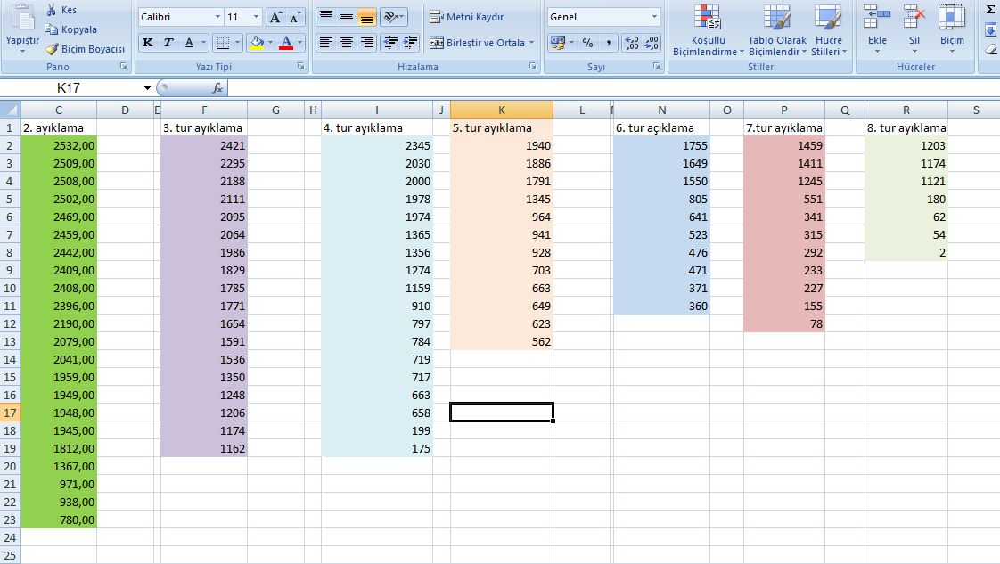 Kes
Kopyala
Biçim Boyacısı
Yapıştır
Pano
Calibri 11 A A
K T A A
Yazı Tipi
Metni Kaydır
Birleştir ve Ortala
Hizalama
Genel
% , ,00 ,00
Sayı
Koşullu Biçimlendirme
Tablo Olarak Biçimlendir
Hücre Stilleri
Stiller
Ekle Sil Biçim
Hücreler
Σ
K17 fx
C D E F G H I J K L M N O P Q R S
1 2. ayıklama 3. tur ayıklama 4. tur ayıklama 5. tur ayıklama 6. tur açıklama 7.tur ayıklama 8. tur ayıklama
2 2532,00 2421 2345 1940 1755 1459 1203
3 2509,00 2295 2030 1886 1649 1411 1174
4 2508,00 2188 2000 1791 1550 1245 1121
5 2502,00 2111 1978 1345 805 551 180
6 2469,00 2095 1974 964 641 341 62
7 2459,00 2064 1365 941 523 315 54
8 2442,00 1986 1356 928 476 292 2
9 2409,00 1829 1274 703 471 233
10 2408,00 1785 1159 663 371 227
11 2396,00 1771 910 649 360 155
12 2190,00 1654 797 623 78
13 2079,00 1591 784 562
14 2041,00 1536 719
15 1959,00 1350 717
16 1949,00 1248 663
17 1948,00 1206 658
18 1945,00 1174 199
19 1812,00 1162 175
20 1367,00
21 971,00
22 938,00
23 780,00
24
25